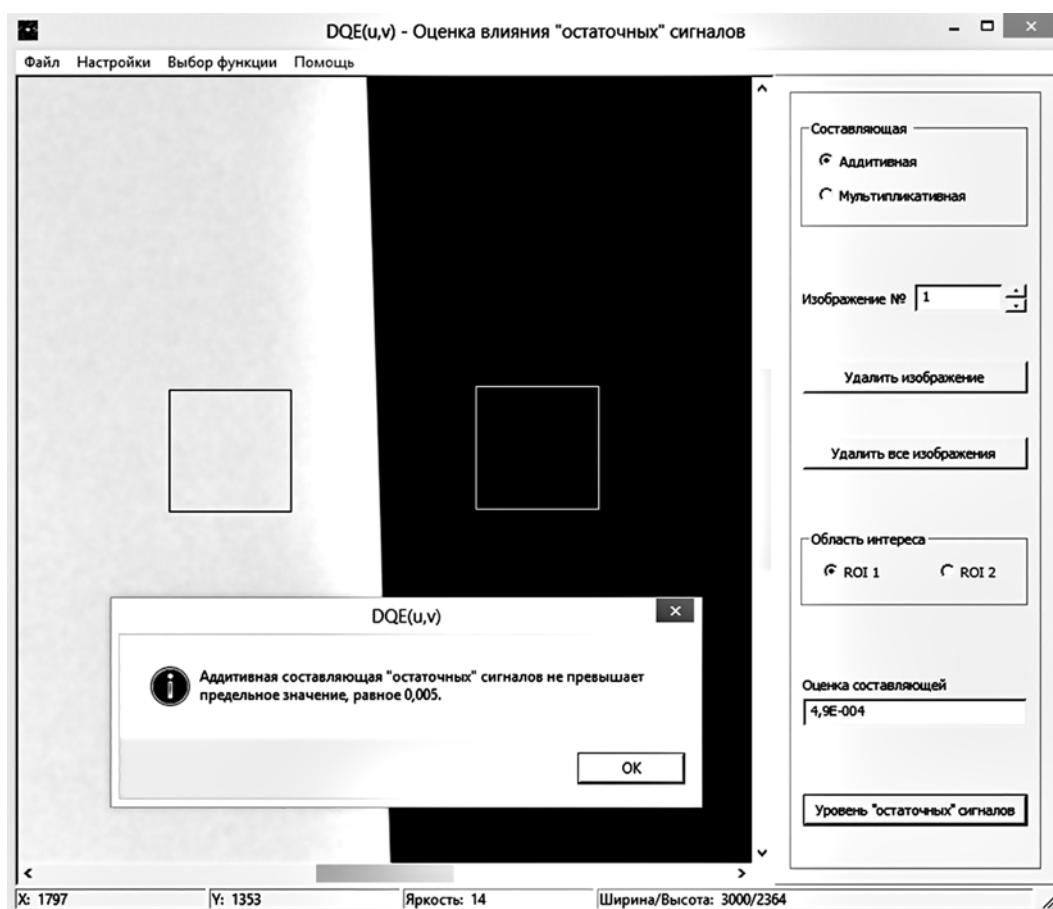 DQE(u,v) - Оценка влияния "остаточных" сигналов
Файл Настройки Выбор функции Помощь
Составляющая
Аддитивная
Мультипликативная
Изображение № 1
Удалить изображение
Удалить все изображения
Область интереса
ROI 1 ROI 2
DQE(u,v)
Аддитивная составляющая "остаточных" сигналов не превышает
предельное значение, равное 0,005.
OK
Оценка составляющей
4,9E-004
Уровень "остаточных" сигналов
X: 1797 Y: 1353 Яркость: 14 Ширина/Высота: 3000/2364